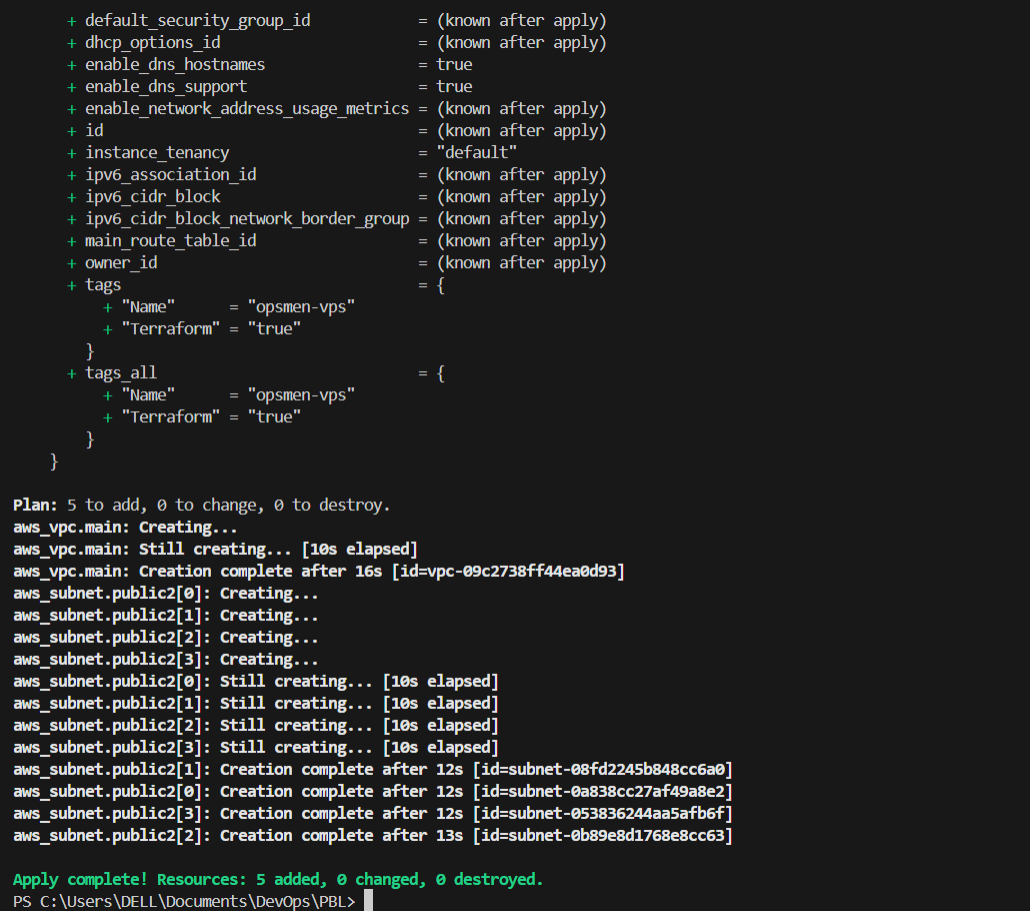 + default_security_group_id            = (known after apply)
+ dhcp_options_id                      = (known after apply)
+ enable_dns_hostnames                 = true
+ enable_dns_support                   = true
+ enable_network_address_usage_metrics = (known after apply)
+ id                                   = (known after apply)
+ instance_tenancy                     = "default"
+ ipv6_association_id                  = (known after apply)
+ ipv6_cidr_block                      = (known after apply)
+ ipv6_cidr_block_network_border_group = (known after apply)
+ main_route_table_id                  = (known after apply)
+ owner_id                             = (known after apply)
+ tags                                 = {
+ "Name"      = "opsmen-vps"
+ "Terraform" = "true"
}
+ tags_all                             = {
+ "Name"      = "opsmen-vps"
+ "Terraform" = "true"
}
}
Plan: 5 to add, 0 to change, 0 to destroy.
aws_vpc.main: Creating...
aws_vpc.main: Still creating... [10s elapsed]
aws_vpc.main: Creation complete after 16s [id=vpc-09c2738ff44ea0d93]
aws_subnet.public2[0]: Creating...
aws_subnet.public2[1]: Creating...
aws_subnet.public2[2]: Creating...
aws_subnet.public2[3]: Creating...
aws_subnet.public2[0]: Still creating... [10s elapsed]
aws_subnet.public2[1]: Still creating... [10s elapsed]
aws_subnet.public2[2]: Still creating... [10s elapsed]
aws_subnet.public2[3]: Still creating... [10s elapsed]
aws_subnet.public2[1]: Creation complete after 12s [id=subnet-08fd2245b848cc6a0]
aws_subnet.public2[0]: Creation complete after 12s [id=subnet-0a838cc27af49a8e2]
aws_subnet.public2[3]: Creation complete after 12s [id=subnet-053836244aa5afb6f]
aws_subnet.public2[2]: Creation complete after 13s [id=subnet-0b89e8d1768e8cc63]
Apply complete! Resources: 5 added, 0 changed, 0 destroyed.
PS C:\Users\DELL\Documents\DevOps\PBL>